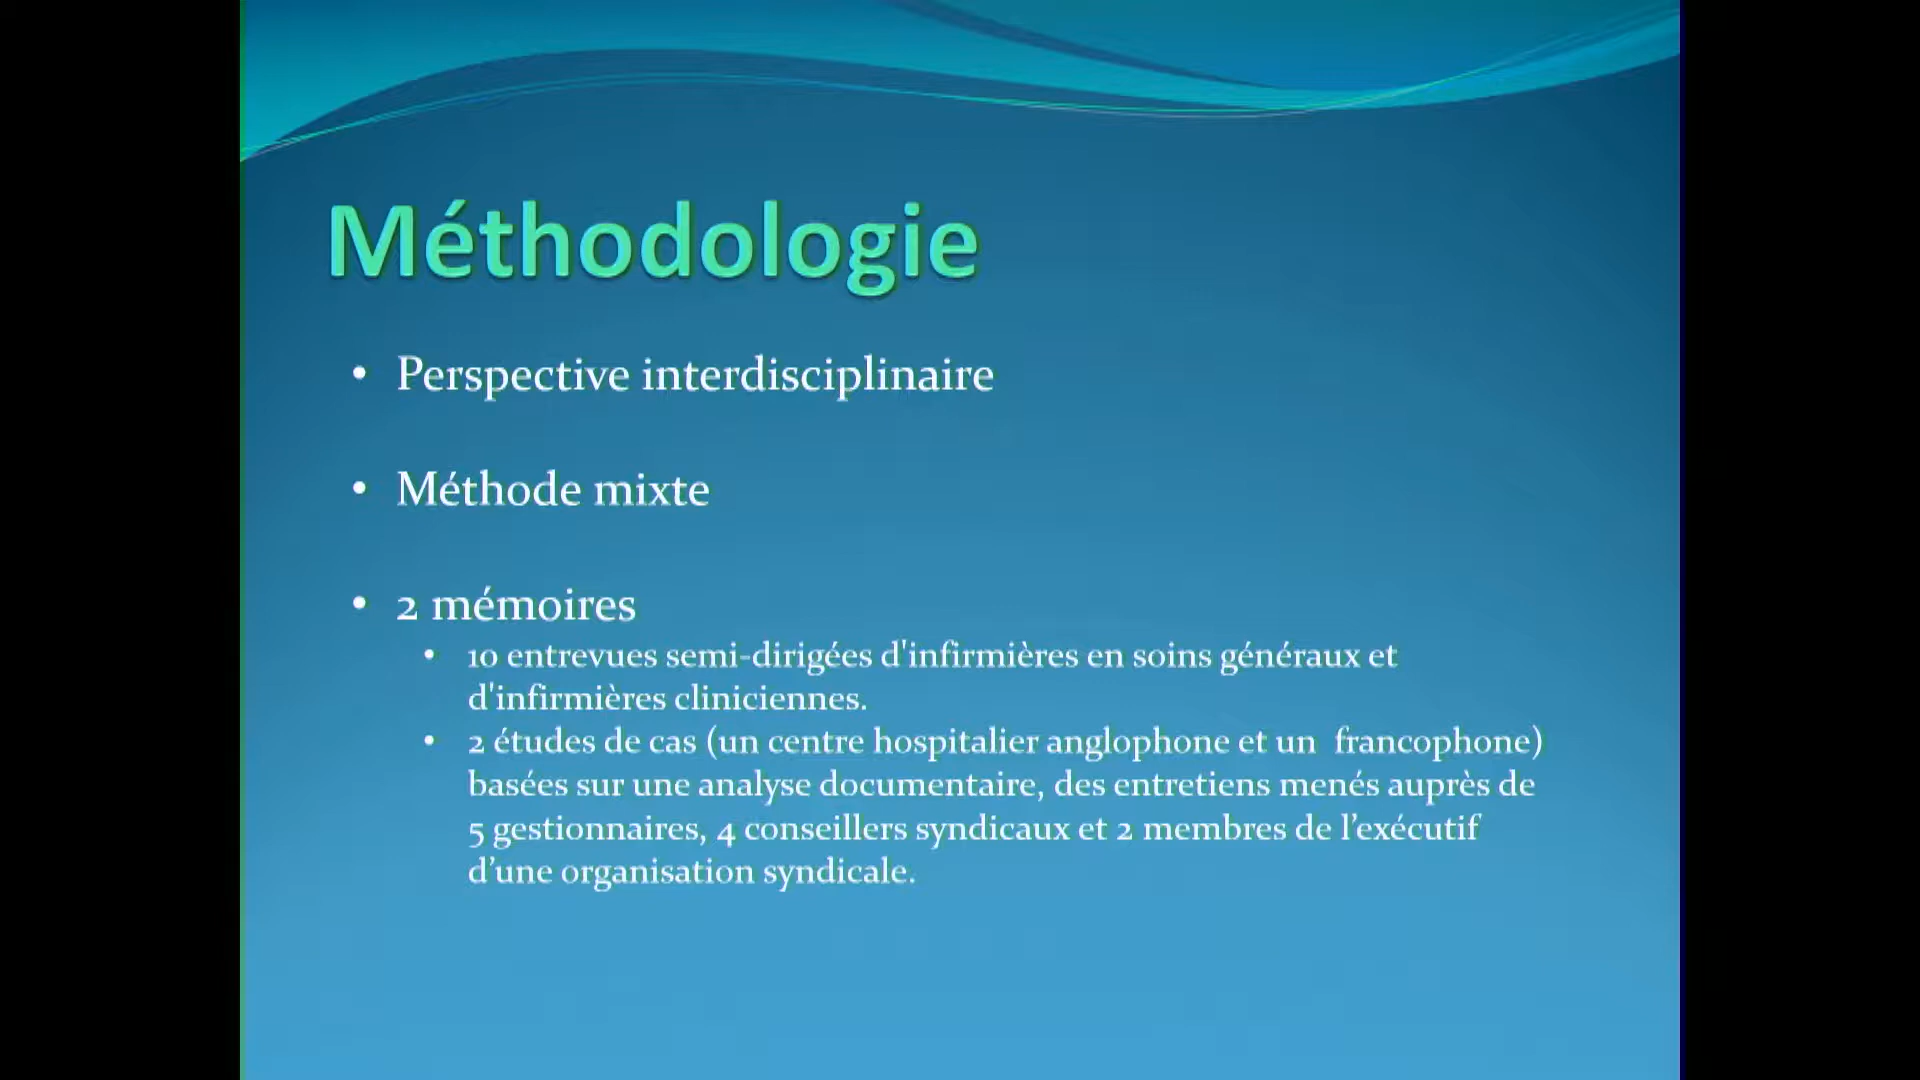 Méthodologie
• Perspective interdisciplinaire
• Méthode mixte
• 2 mémoires
• 10 entrevues semi-dirigées d'infirmières en soins généraux et
d'infirmières cliniciennes.
• 2 études de cas (un centre hospitalier anglophone et un francophone)
basées sur une analyse documentaire, des entretiens menés auprès de
5 gestionnaires, 4 conseillers syndicaux et 2 membres de l’exécutif
d’une organisation syndicale.